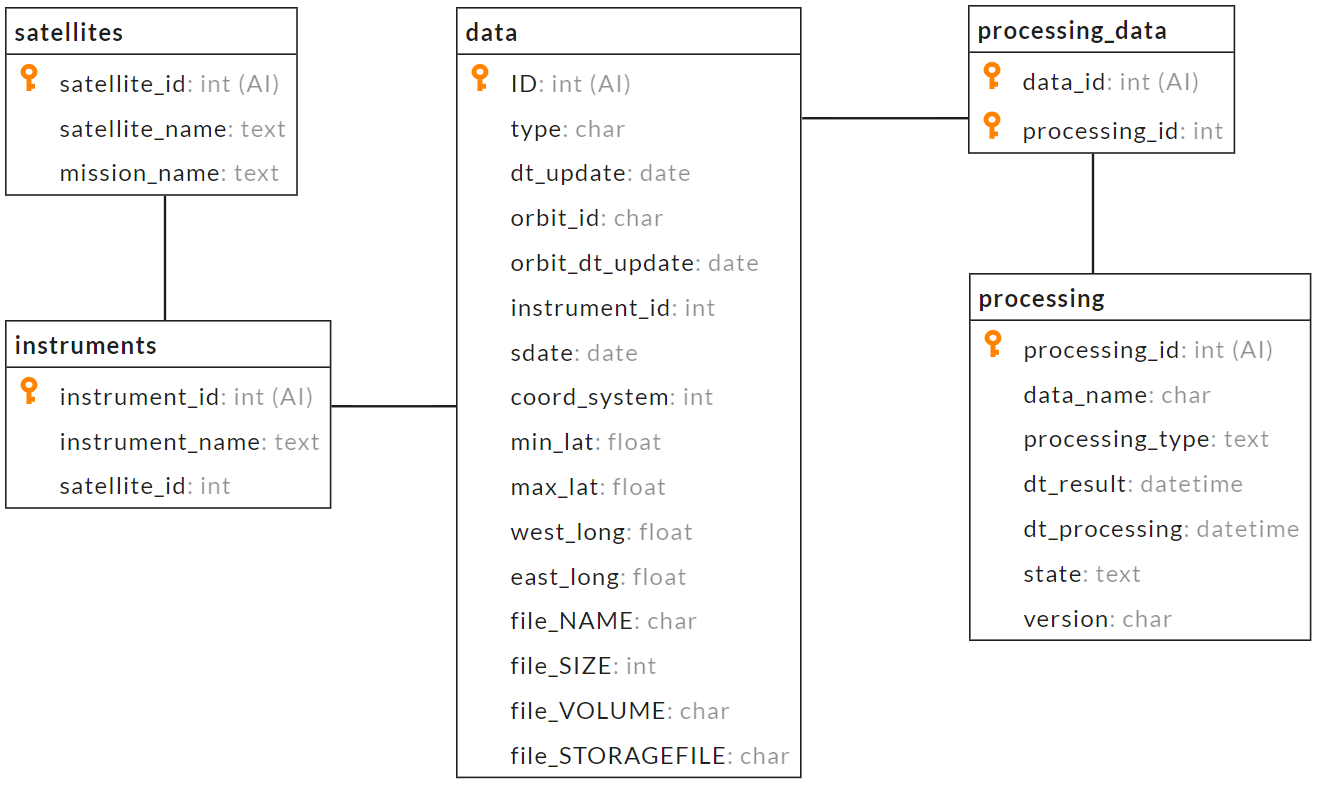 satellites
satellite_id: int (AI)
satellite_name: text
mission_name: text
instruments
instrument_id: int (AI)
instrument_name: text
satellite_id: int
data
ID: int (AI)
type: char
dt_update: date
orbit_id: char
orbit_dt_update: date
instrument_id: int
sdate: date
coord_system: int
min_lat: float
max_lat: float
west_long: float
east_long: float
file_NAME: char
file_SIZE: int
file_VOLUME: char
file_STORAGEFILE: char
processing_data
data_id: int (AI)
processing_id: int
processing
processing_id: int (AI)
data_name: char
processing_type: text
dt_result: datetime
dt_processing: datetime
state: text
version: char